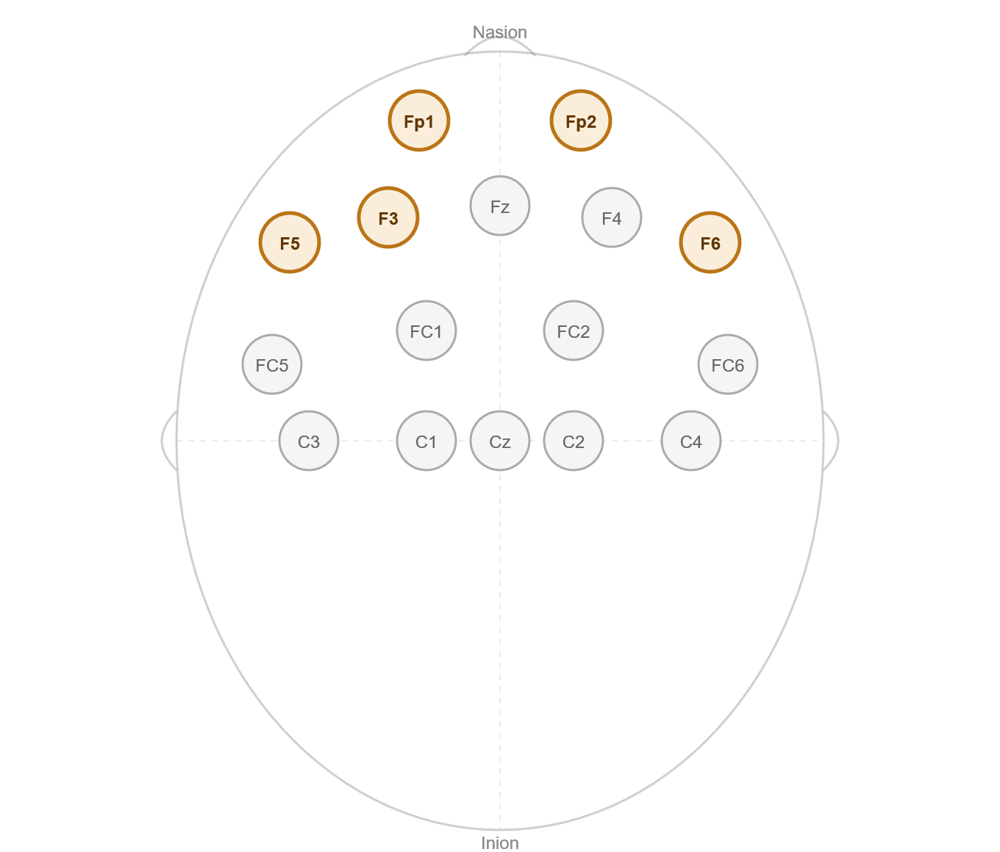 Nasion
Fp1 Fp2
Fz
F3 F4
F5 F6
FC1 FC2
FC5 FC6
C3 C1 Cz C2 C4
Inion